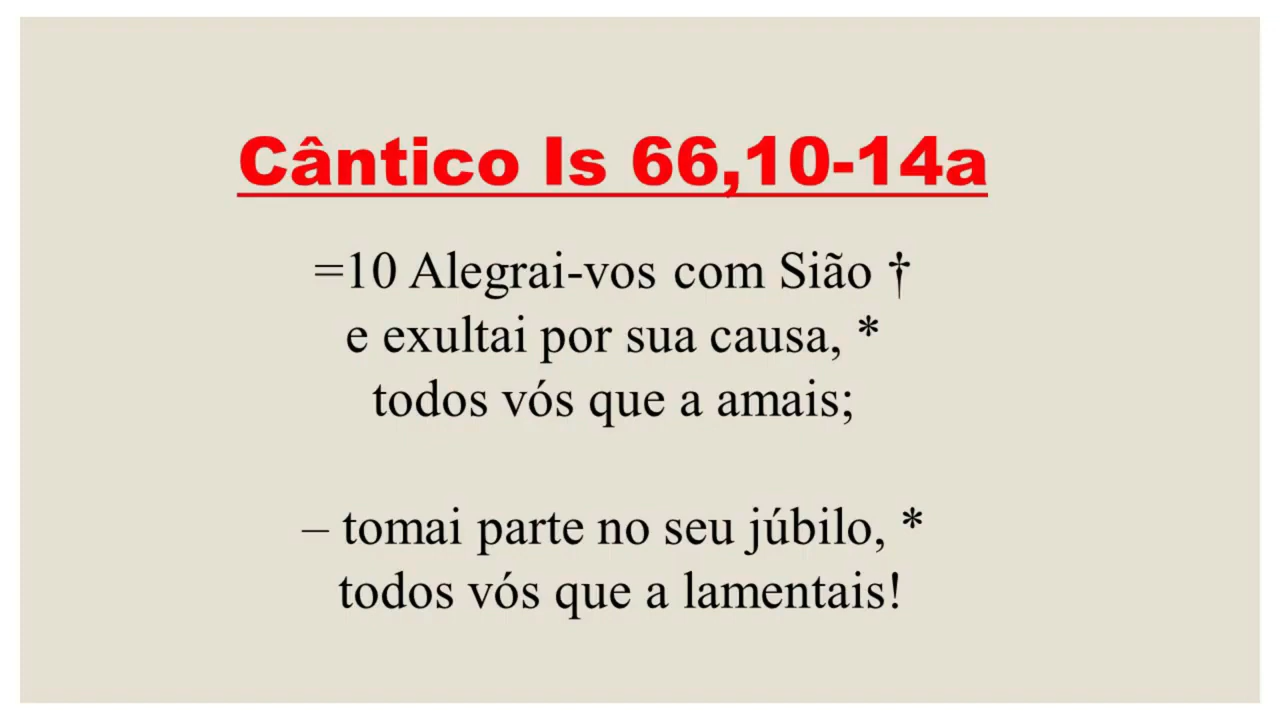 Cântico Is 66,10-14a
=10 Alegrai-vos com Sião †
e exultai por sua causa, *
todos vós que a amais;
– tomai parte no seu júbilo, *
todos vós que a lamentais!